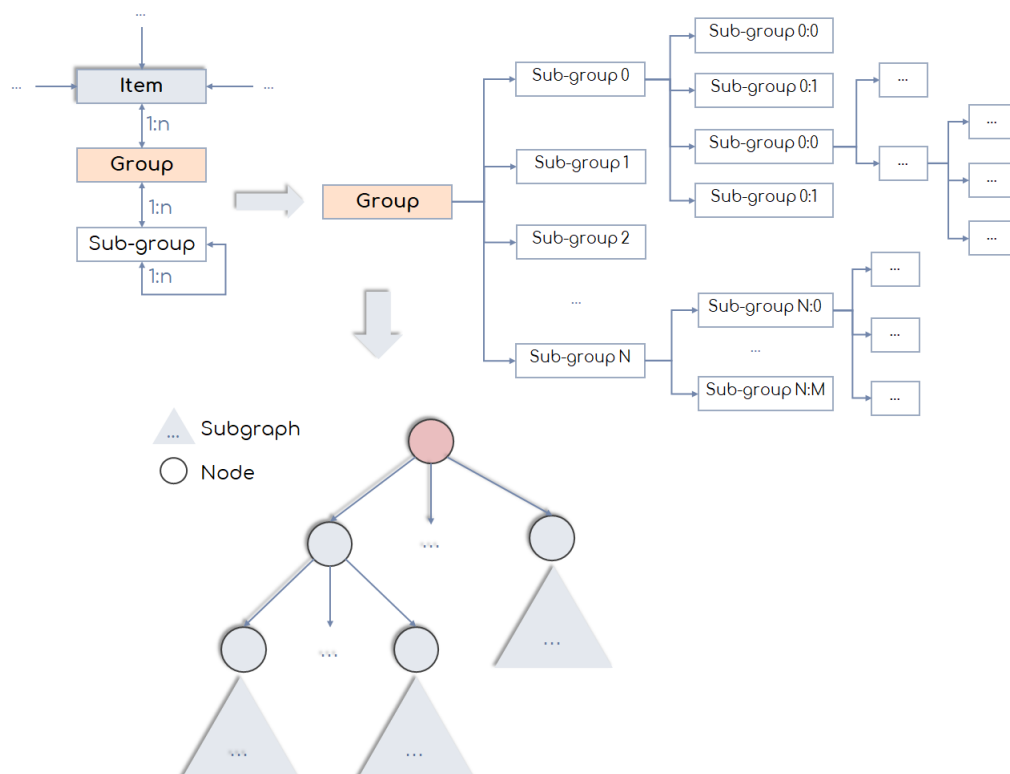 ...
...
Item
...
1:n
Group
1:n
Sub-group
1:n
Group
Sub-group 0
Sub-group 1
Sub-group 2
...
Sub-group N
Sub-group 0:0
Sub-group 0:1
Sub-group 0:0
Sub-group 0:1
...
...
...
...
...
Sub-group N:0
...
Sub-group N:M
...
...
...
... Subgraph
Node
...
...
...
...
...